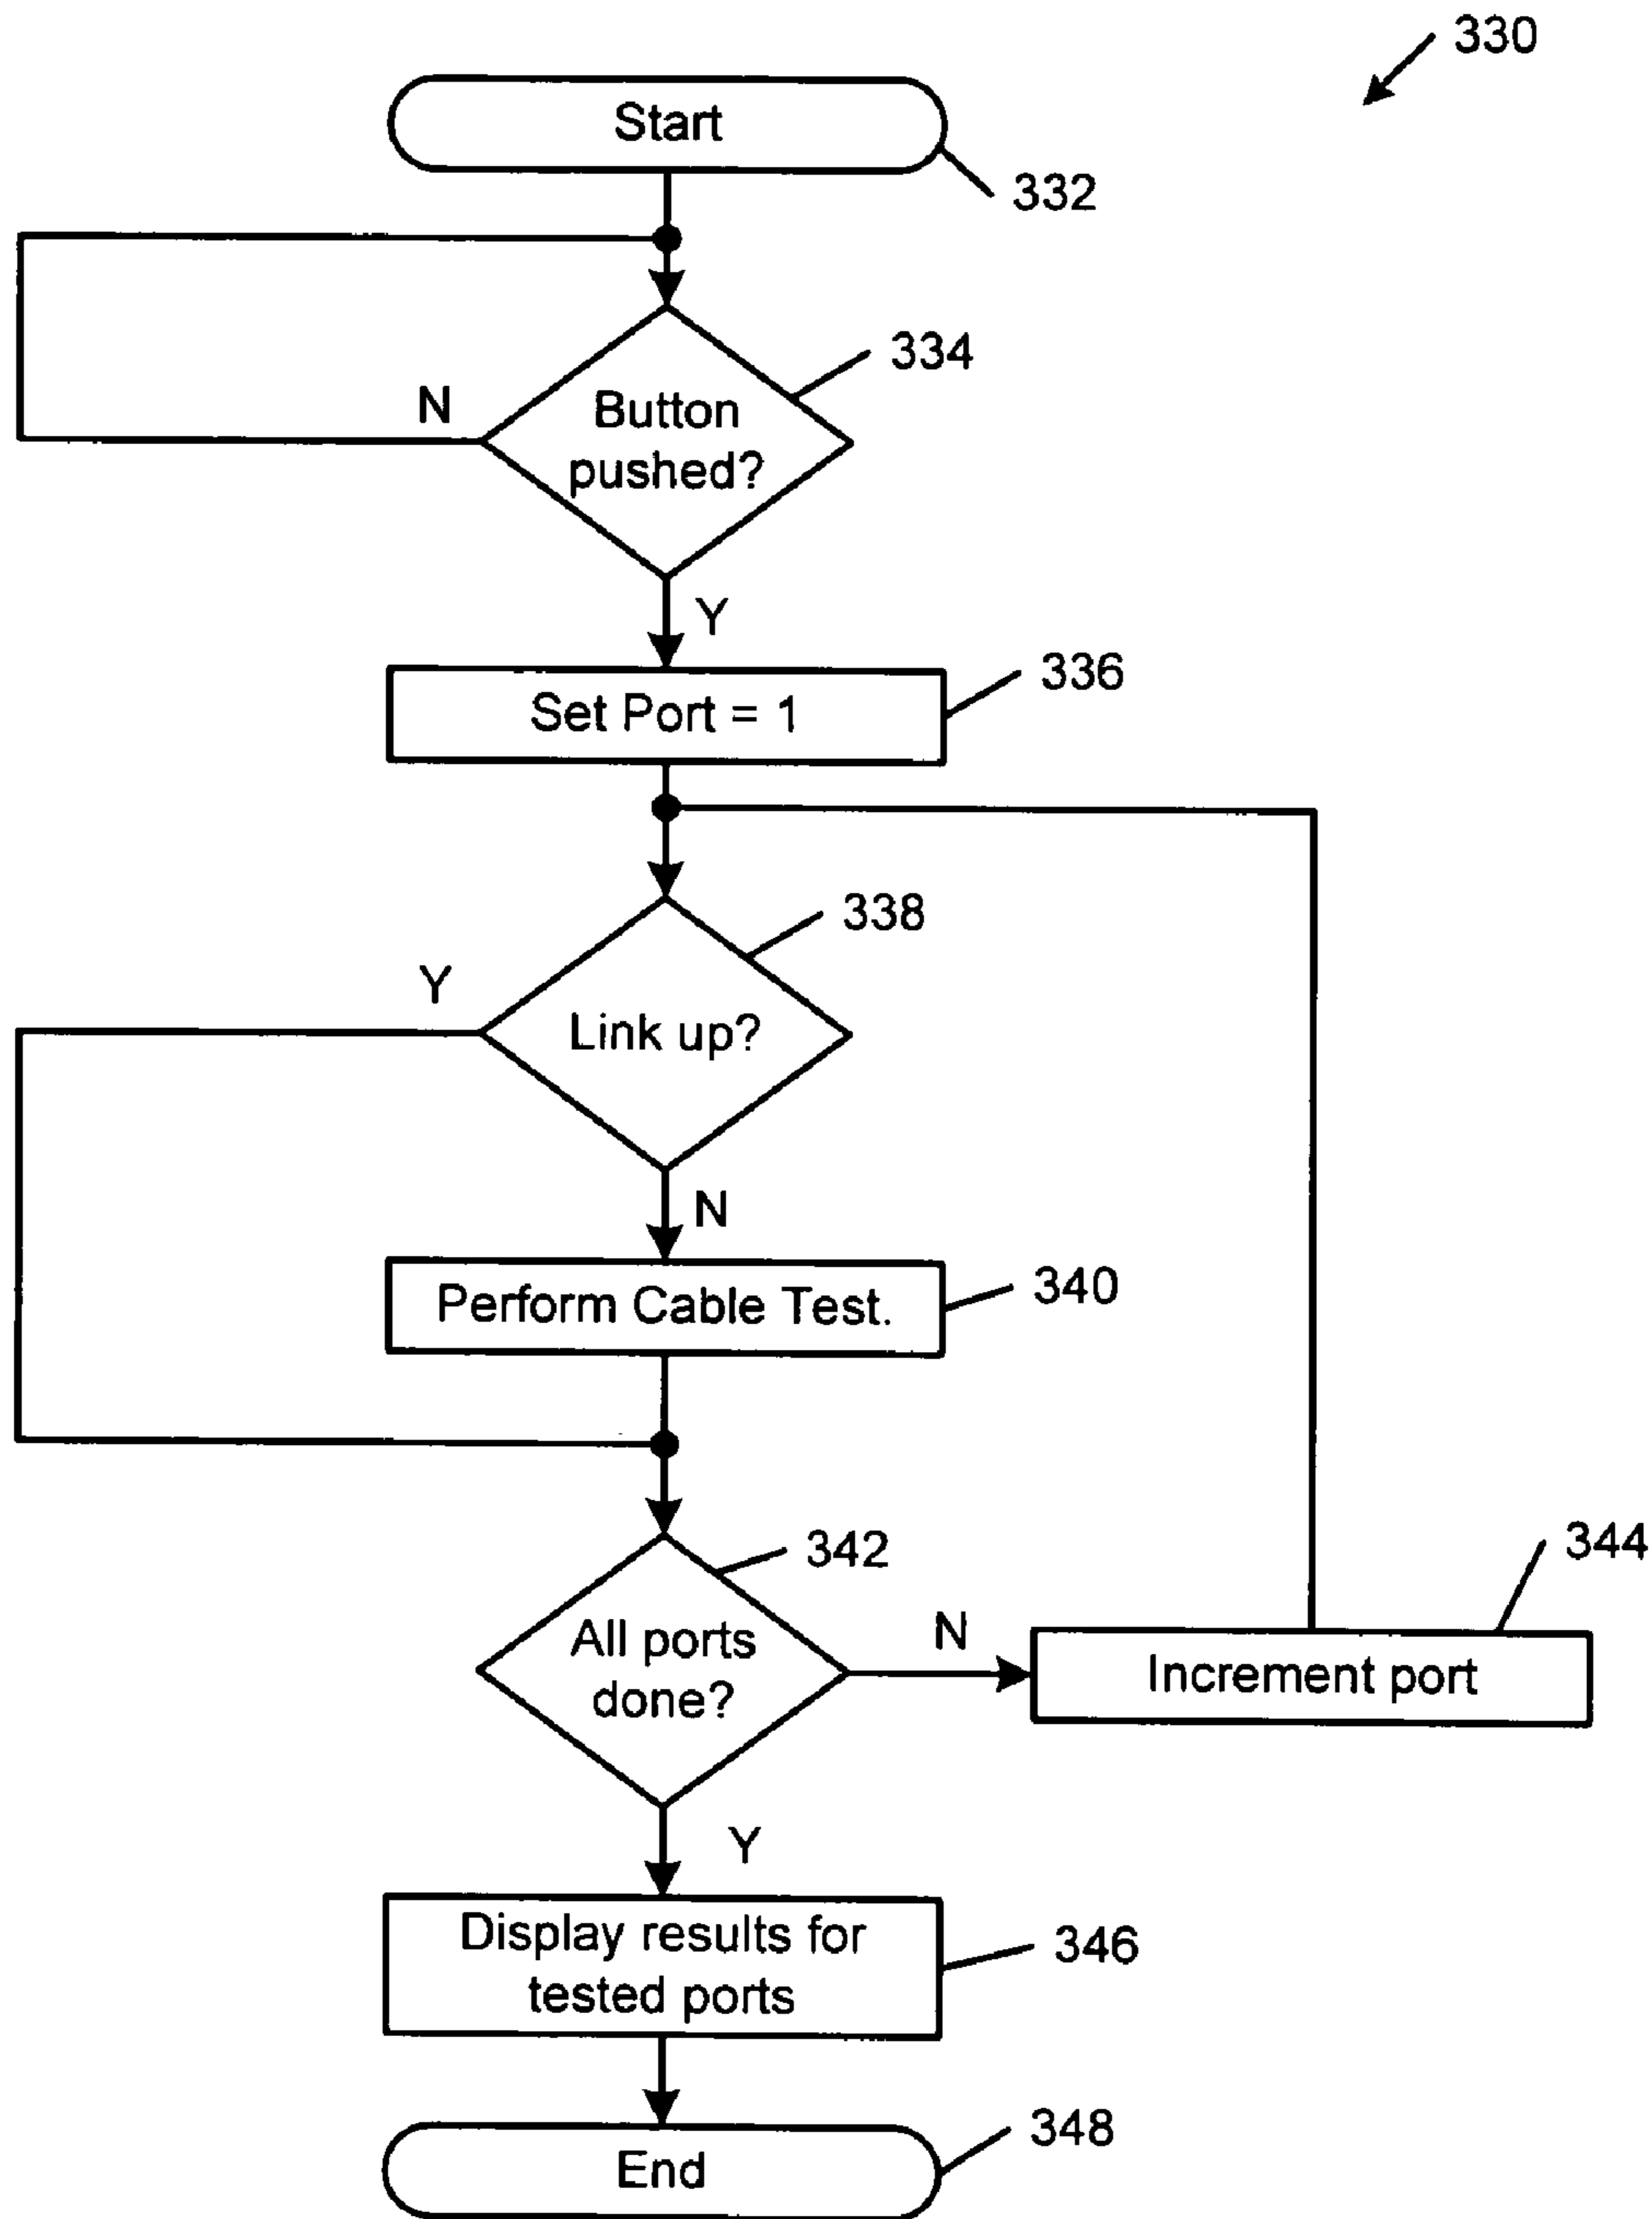 330
Start
332
334
N
Button
pushed?
Y
336
Set Port = 1
338
Y
Link up?
N
340
Perform Cable Test.
342
344
All ports
done?
N
Increment port
Y
Display results for
tested ports
346
348
End